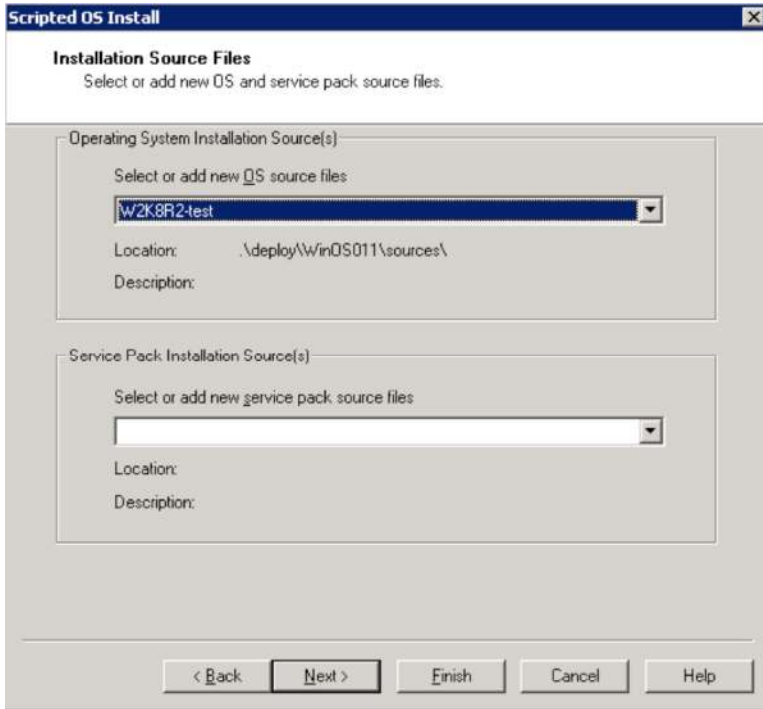 Scripted OS Install
Installation Source Files
Select or add new OS and service pack source files.
Operating System Installation Source(s)
Select or add new OS source files
W2K8R2-test
Location: .\deploy\WinOS011\sources\
Description:
Service Pack Installation Source(s)
Select or add new service pack source files
Location:
Description:
< Back Next > Finish Cancel Help